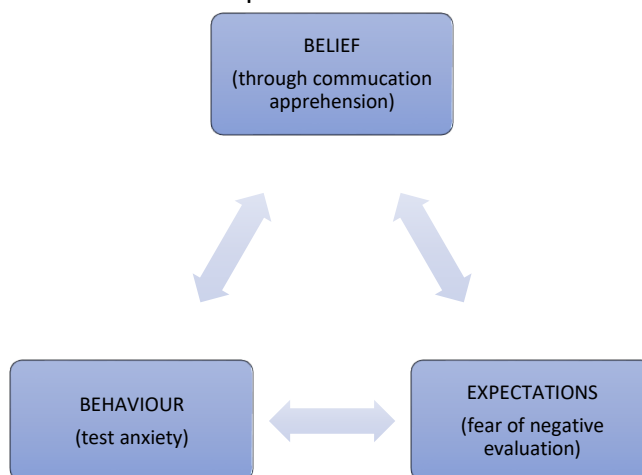 BELIEF
(through commucation
apprehension)
BEHAVIOUR
(test anxiety)
EXPECTATIONS
(fear of negative
evaluation)